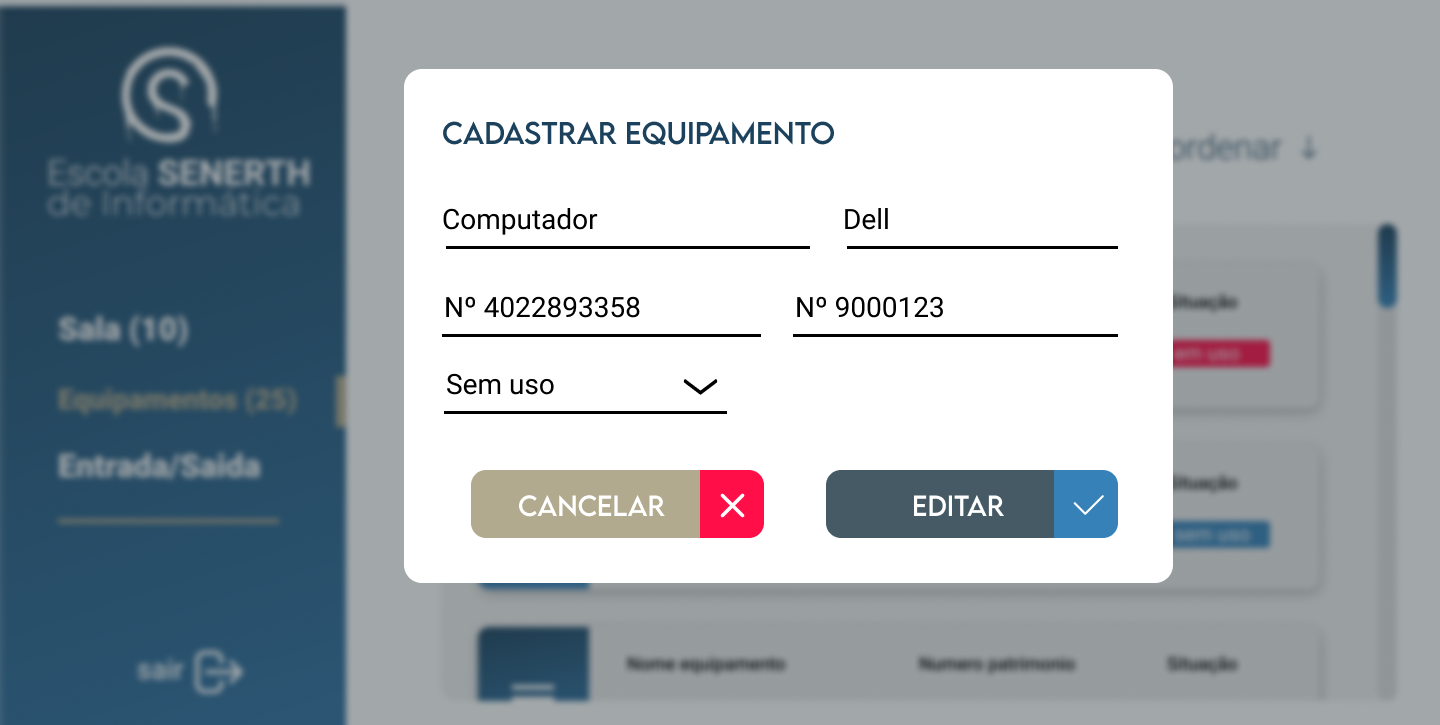 Escola SENERTH
de Informática
Sala (10)
Equipamentos (25)
Entrada/Saida
sair
CADASTRAR EQUIPAMENTO
Computador
Dell
Nº 4022893358
Nº 9000123
Sem uso
CANCELAR
EDITAR
ordenar
Situação
em uso
Situação
sem uso
Nome equipamento
Numero patrimonio
Situação